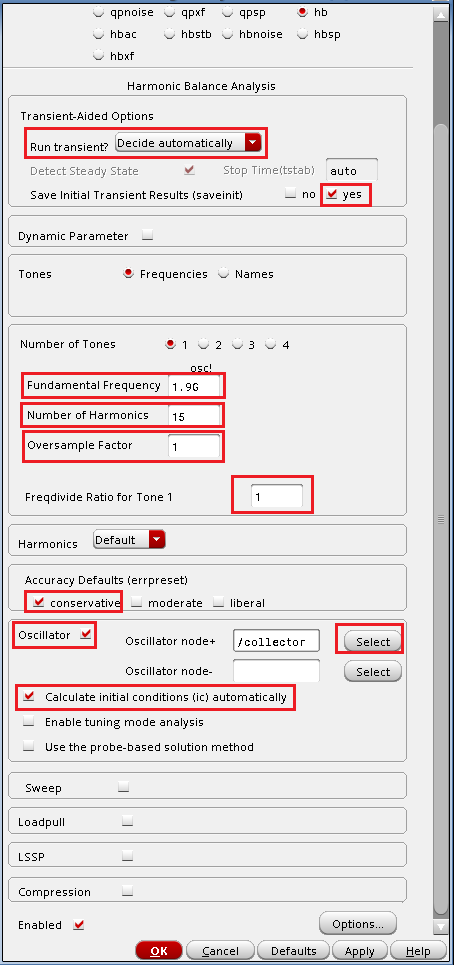 qpnoise qpxf qpsp hb
hbac hbstb hbnoise hbsp
hbxf
Harmonic Balance Analysis
Transient-Aided Options
Run transient? Decide automatically
Detect Steady State Stop Time(tstab) auto
Save Initial Transient Results (saveinit) no yes
Dynamic Parameter
Tones Frequencies Names
Number of Tones 1 2 3 4
osc!
Fundamental Frequency 1.9G
Number of Harmonics 15
Oversample Factor 1
Freqdivide Ratio for Tone 1 1
Harmonics Default
Accuracy Defaults (errpreset)
conservative moderate liberal
Oscillator Oscillator node+ /collector Select
Oscillator node- Select
Calculate initial conditions (ic) automatically
Enable tuning mode analysis
Use the probe-based solution method
Sweep
Loadpull
LSSP
Compression
Enabled Options...
OK Cancel Defaults Apply Help